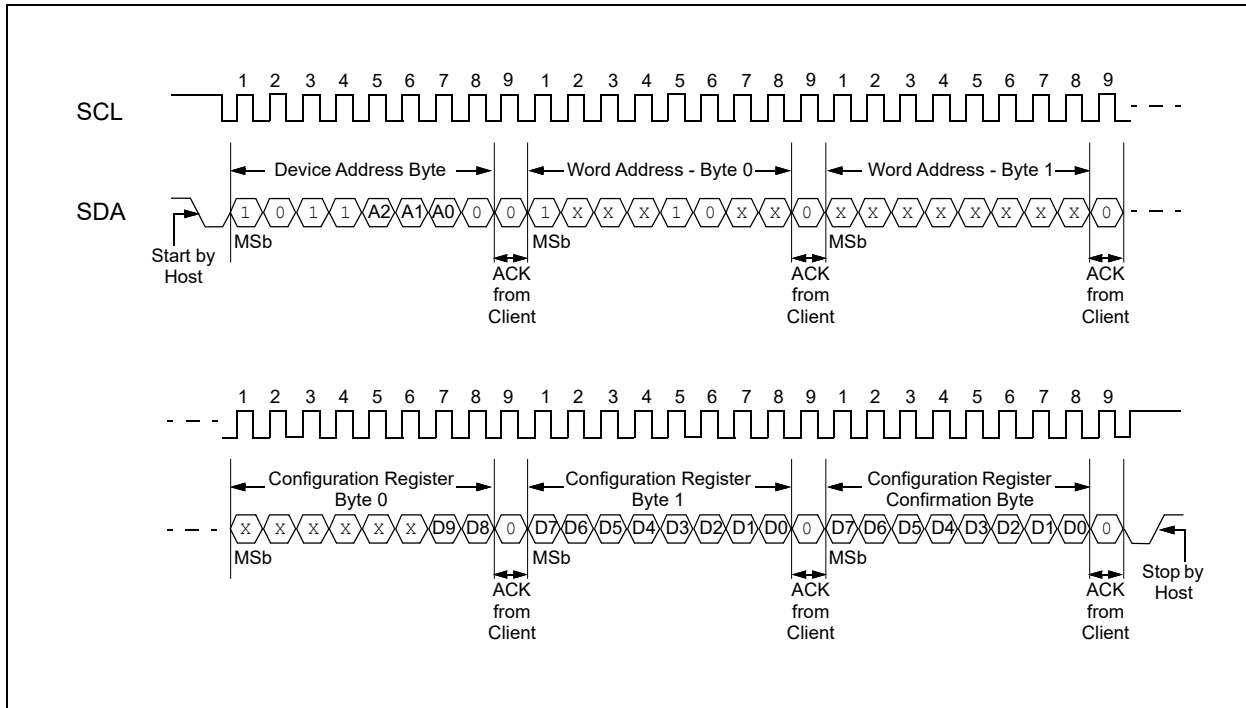 1 2 3 4 5 6 7 8 9 1 2 3 4 5 6 7 8 9 1 2 3 4 5 6 7 8 9
SCL
Device Address Byte Word Address - Byte 0 Word Address - Byte 1
SDA 1 0 1 1 A2 A1 A0 0 0 1 X X X 1 0 X X 0 X X X X X X X X 0
MSb MSb MSb
Start by
Host
ACK
from
Client
ACK
from
Client
ACK
from
Client
1 2 3 4 5 6 7 8 9 1 2 3 4 5 6 7 8 9 1 2 3 4 5 6 7 8 9
Configuration Register
Byte 0
Configuration Register
Byte 1
Configuration Register
Confirmation Byte
X X X X X X D9 D8 0 D7 D6 D5 D4 D3 D2 D1 D0 0 D7 D6 D5 D4 D3 D2 D1 D0 0
MSb MSb MSb
ACK
from
Client
ACK
from
Client
ACK
from
Client
Stop by
Host